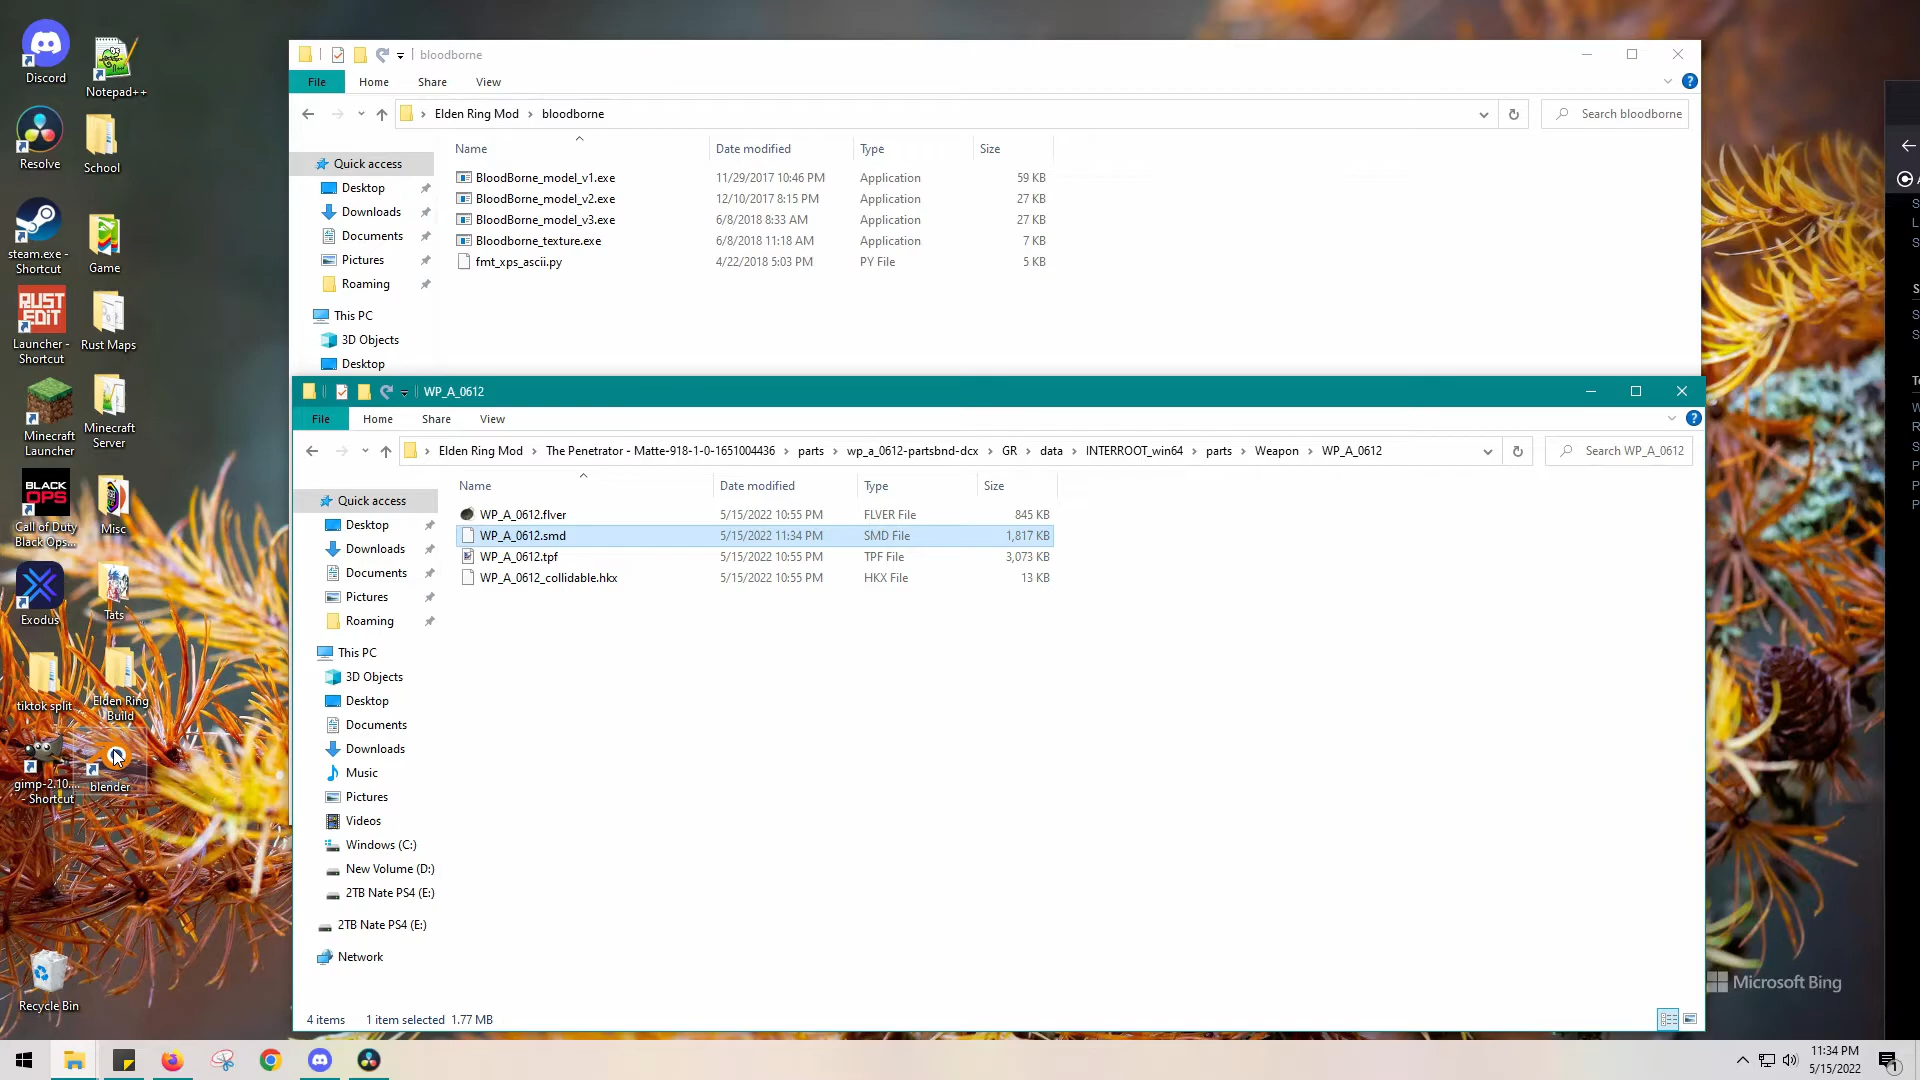 Discord
Notepad++
Resolve
School
steam.exe -
Shortcut
Game
RUST
EDIT
Launcher -
Shortcut
Rust Maps
Minecraft
Launcher
Minecraft
Server
BLACK
OPS
Call of Duty
Black Ops...
Misc
Exodus
Tats
tiktok split
Elden Ring
Build
gimp-2.10....
- Shortcut
blender
Recycle Bin
bloodborne
File
Home
Share
View
Elden Ring Mod
bloodborne
Search bloodborne
Name
Date modified
Type
Size
Quick access
Desktop
Downloads
Documents
Pictures
Roaming
This PC
3D Objects
Desktop
BloodBorne_model_v1.exe 11/29/2017 10:46 PM Application 59 KB
BloodBorne_model_v2.exe 12/10/2017 8:15 PM Application 27 KB
BloodBorne_model_v3.exe 6/8/2018 8:33 AM Application 27 KB
Bloodborne_texture.exe 6/8/2018 11:18 AM Application 7 KB
fmt_xps_ascii.py 4/22/2018 5:03 PM PY File 5 KB
WP_A_0612
File
Home
Share
View
Elden Ring Mod
The Penetrator - Matte-918-1-0-1651004436
parts
wp_a_0612-partsbnd-dcx
GR
data
INTERROOT_win64
parts
Weapon
WP_A_0612
Search WP_A_0612
Name
Date modified
Type
Size
WP_A_0612.flver 5/15/2022 10:55 PM FLVER File 845 KB
WP_A_0612.smd 5/15/2022 11:34 PM SMD File 1,817 KB
WP_A_0612.tpf 5/15/2022 10:55 PM TPF File 3,073 KB
WP_A_0612_collidable.hkx 5/15/2022 10:55 PM HKX File 13 KB
Quick access
Desktop
Downloads
Documents
Pictures
Roaming
This PC
3D Objects
Desktop
Documents
Downloads
Music
Pictures
Videos
Windows (C:)
New Volume (D:)
2TB Nate PS4 (E:)
2TB Nate PS4 (E:)
Network
4 items
1 item selected 1.77 MB
Microsoft Bing
11:34 PM
5/15/2022
1